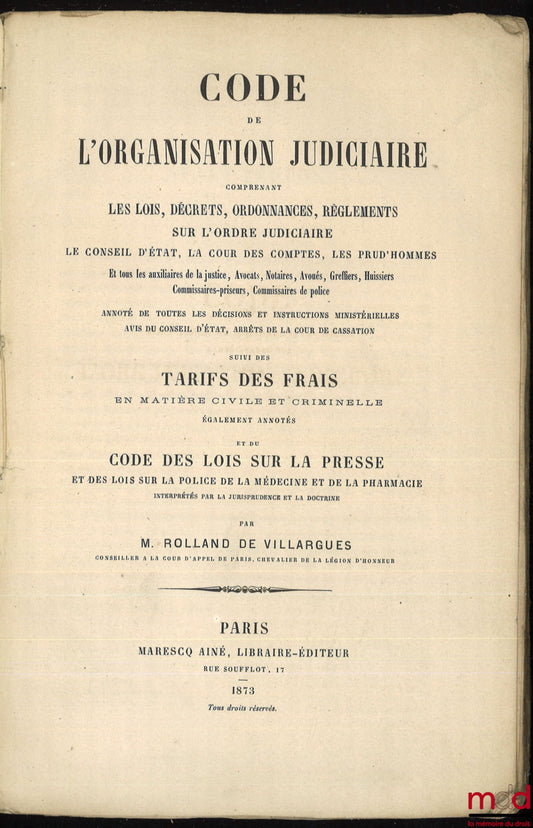 CODE
DE
L'ORGANISATION JUDICIAIRE
COMPRENANT
LES LOIS, DÉCRETS, ORDONNANCES, RÈGLEMENTS
SUR L'ORDRE JUDICIAIRE
LE CONSEIL D'ÉTAT, LA COUR DES COMPTES, LES PRUD'HOMMES
Et tous les auxiliaires de la justice, Avocats, Notaires, Avoués, Greffiers, Huissiers
Commissaires-priseurs, Commissaires de police
ANNOTÉ DE TOUTES LES DÉCISIONS ET INSTRUCTIONS MINISTÉRIELLES
AVIS DU CONSEIL D'ÉTAT, ARRÊTS DE LA COUR DE CASSATION
SUIVI DES
TARIFS DES FRAIS
EN MATIÈRE CIVILE ET CRIMINELLE
ÉGALEMENT ANNOTÉS
ET DU
CODE DES LOIS SUR LA PRESSE
ET DES LOIS SUR LA POLICE DE LA MÉDECINE ET DE LA PHARMACIE
INTERPRÉTÉS PAR LA JURISPRUDENCE ET LA DOCTRINE
PAR
M. ROLLAND DE VILLARGUES
CONSEILLER A LA COUR D'APPEL DE PARIS, CHEVALIER DE LA LÉGION D'HONNEUR
PARIS
MARESCQ AINÉ, LIBRAIRE-ÉDITEUR
RUE SOUFFLOT, 17
1873
Tous droits réservés.
mdd
la mémoire du droit